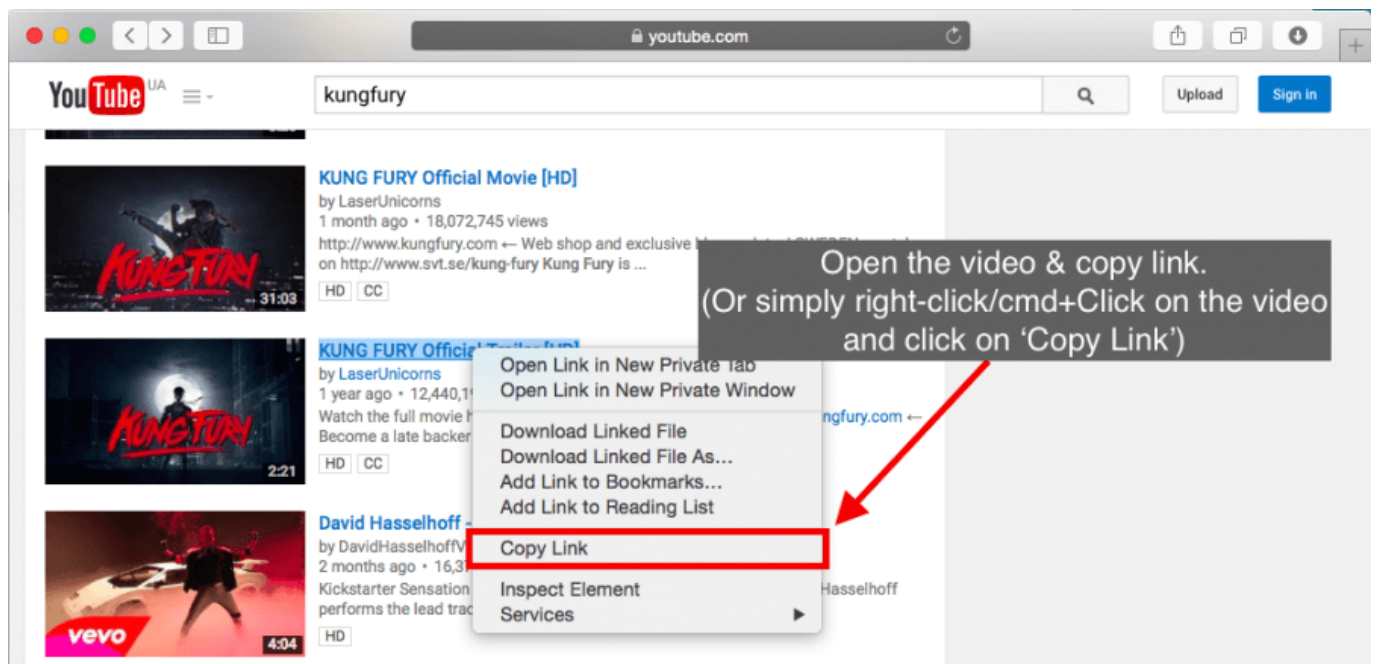 youtube.com
YouTube UA
kungfury
Upload
Sign in
KUNG FURY Official Movie [HD]
by LaserUnicorns
1 month ago • 18,072,745 views
http://www.kungfury.com ← Web shop and exclusive
on http://www.svt.se/kung-fury Kung Fury is ...
HD CC
KUNG FURY
31:03
Open the video & copy link.
(Or simply right-click/cmd+Click on the video
and click on ‘Copy Link’)
KUNG FURY Official Trailer [HD]
by LaserUnicorns
1 year ago • 12,440,1
Watch the full movie
ngfury.com ←
Become a late backer
HD CC
KUNG FURY
2:21
Open Link in New Private Tab
Open Link in New Private Window
Download Linked File
Download Linked File As...
Add Link to Bookmarks...
Add Link to Reading List
Copy Link
Inspect Element
Services
David Hasselhoff -
by DavidHasselhoffV
2 months ago • 16,37
Kickstarter Sensation
Hasselhoff
performs the lead trac
HD
vevo
4:04